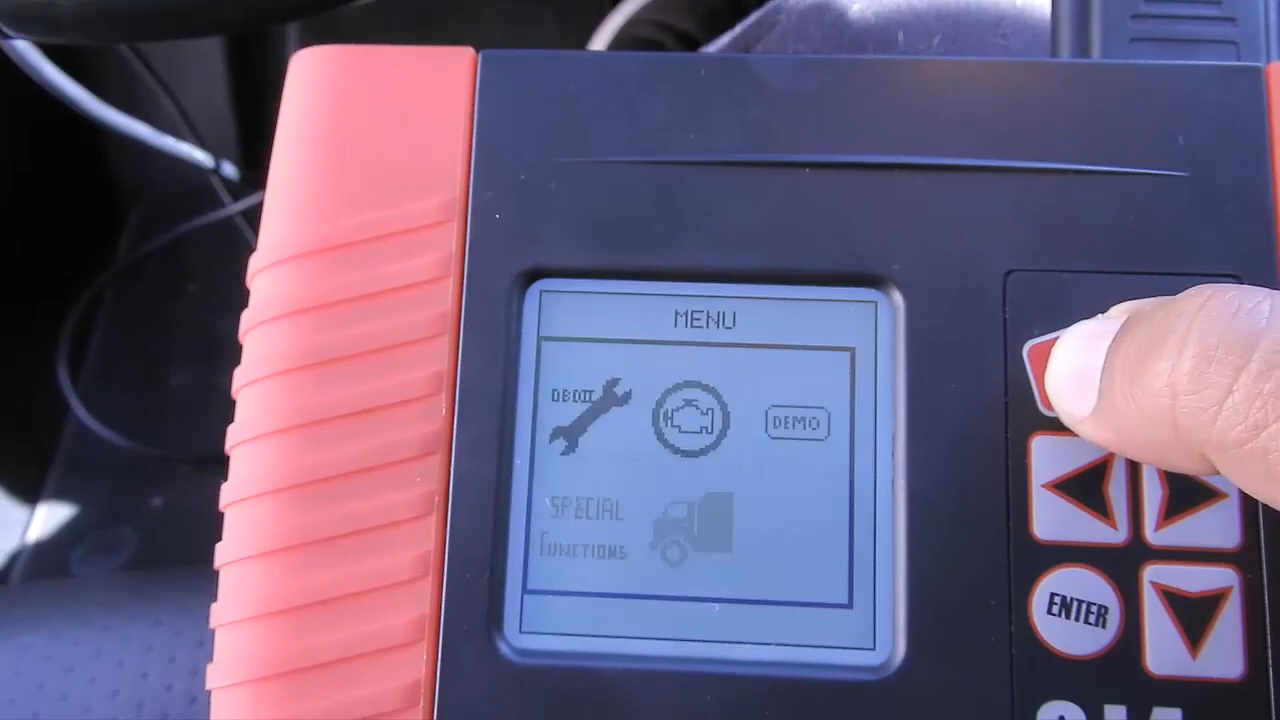 MENU
OBDII
DEMO
SPECIAL
FUNCTIONS
ENTER